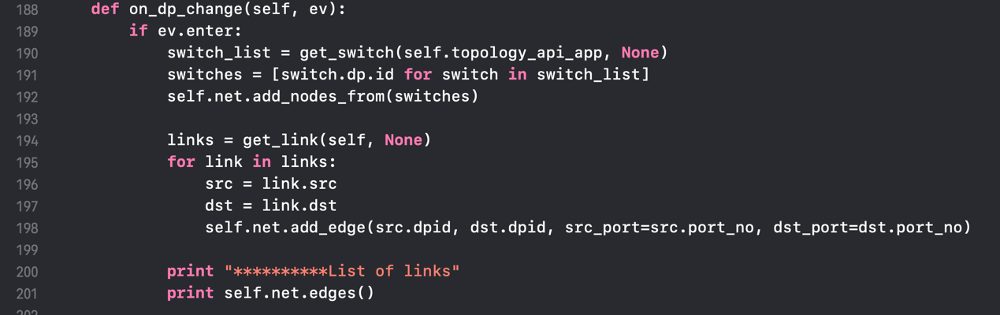 188     def on_dp_change(self, ev):
189         if ev.enter:
190             switch_list = get_switch(self.topology_api_app, None)
191             switches = [switch.dp.id for switch in switch_list]
192             self.net.add_nodes_from(switches)
193
194             links = get_link(self, None)
195             for link in links:
196                 src = link.src
197                 dst = link.dst
198                 self.net.add_edge(src.dpid, dst.dpid, src_port=src.port_no, dst_port=dst.port_no)
199
200             print "**********List of links"
201             print self.net.edges()
202